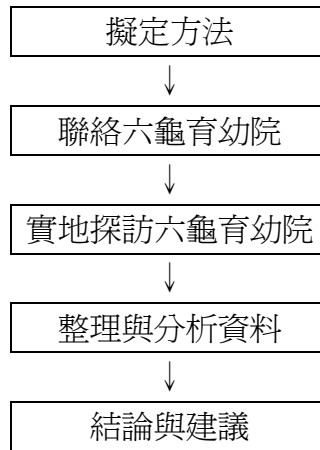 擬定方法
↓
聯絡六龜育幼院
↓
實地探訪六龜育幼院
↓
整理與分析資料
↓
結論與建議